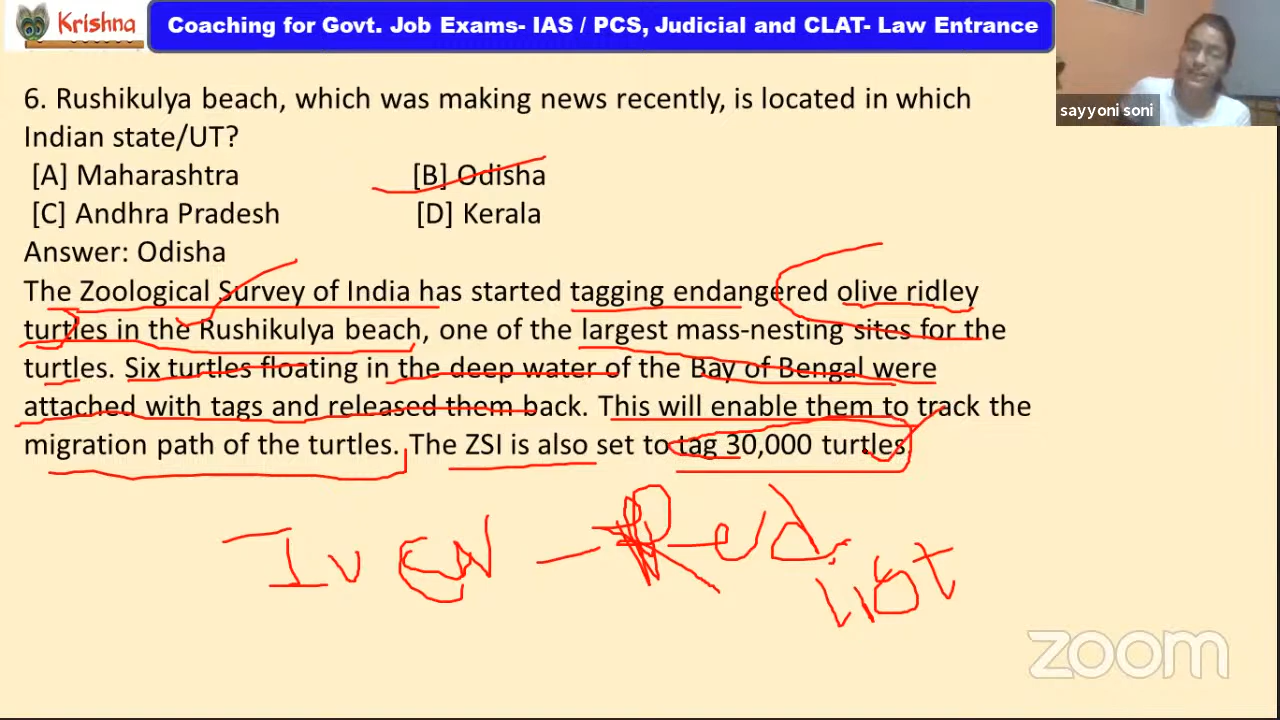 Krishna
Coaching for Govt. Job Exams- IAS / PCS, Judicial and CLAT- Law Entrance
sayyoni soni
6. Rushikulya beach, which was making news recently, is located in which
Indian state/UT?
[A] Maharashtra [B] Odisha
[C] Andhra Pradesh [D] Kerala
Answer: Odisha
The Zoological Survey of India has started tagging endangered olive ridley
turtles in the Rushikulya beach, one of the largest mass-nesting sites for the
turtles. Six turtles floating in the deep water of the Bay of Bengal were
attached with tags and released them back. This will enable them to track the
migration path of the turtles. The ZSI is also set to tag 30,000 turtles.
Red
list
zoom